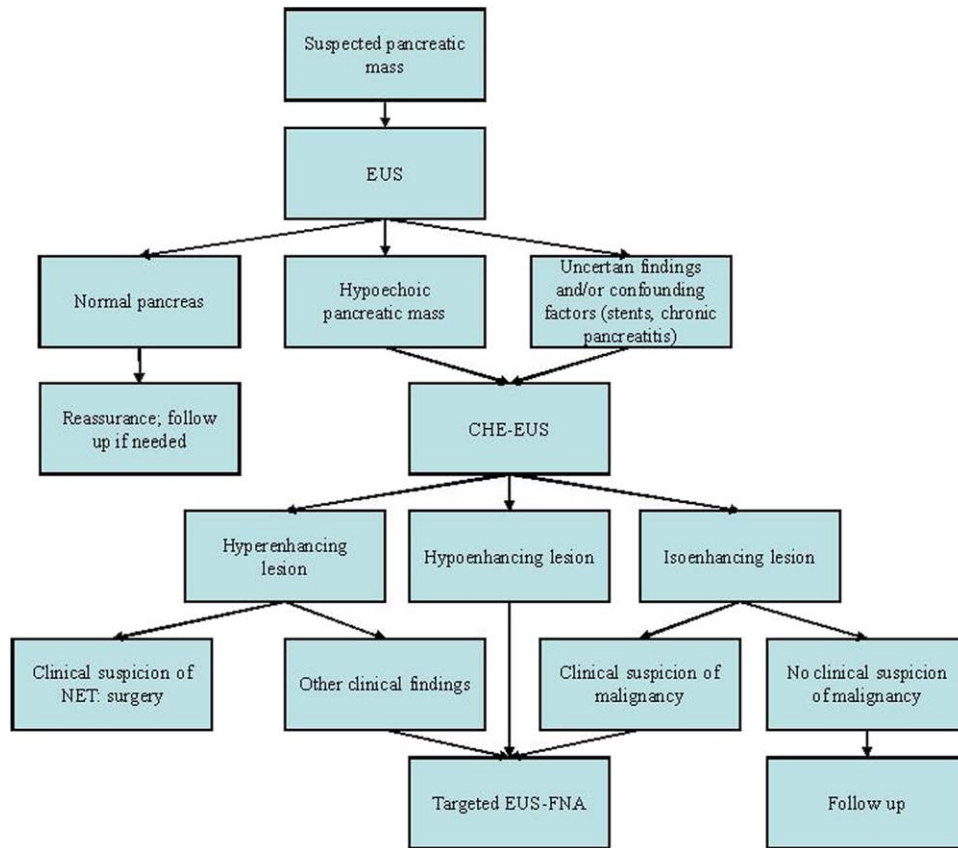 Suspected pancreatic
mass
EUS
Normal pancreas
Hypoechoic
pancreatic mass
Uncertain findings
and/or confounding
factors (stents, chronic
pancreatitis)
Reassurance; follow
up if needed
CHE-EUS
Hyperenhancing
lesion
Hypoenhancing lesion
Isoenhancing lesion
Clinical suspicion of
NET: surgery
Other clinical findings
Clinical suspicion of
malignancy
No clinical suspicion
of malignancy
Targeted EUS-FNA
Follow up